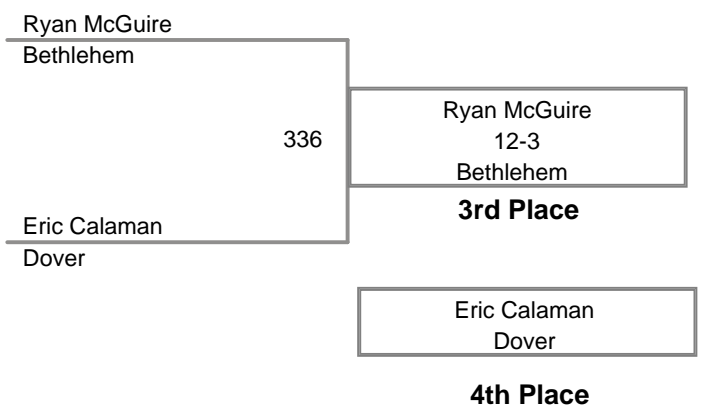 Ryan McGuire
Bethlehem
336
Ryan McGuire
12-3
Bethlehem
3rd Place
Eric Calaman
Dover
Eric Calaman
Dover
4th Place